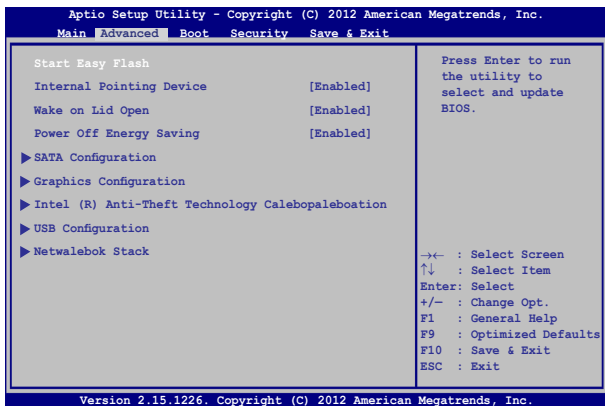 Aptio Setup Utility - Copyright (C) 2012 American Megatrends, Inc.
Main Advanced Boot Security Save & Exit
Start Easy Flash
Internal Pointing Device [Enabled]
Wake on Lid Open [Enabled]
Power Off Energy Saving [Enabled]
SATA Configuration
Graphics Configuration
Intel (R) Anti-Theft Technology Calebopaleboation
USB Configuration
Netwalebok Stack
Press Enter to run
the utility to
select and update
BIOS.
→← : Select Screen
↑↓ : Select Item
Enter: Select
+/— : Change Opt.
F1 : General Help
F9 : Optimized Defaults
F10 : Save & Exit
ESC : Exit
Version 2.15.1226. Copyright (C) 2012 American Megatrends, Inc.